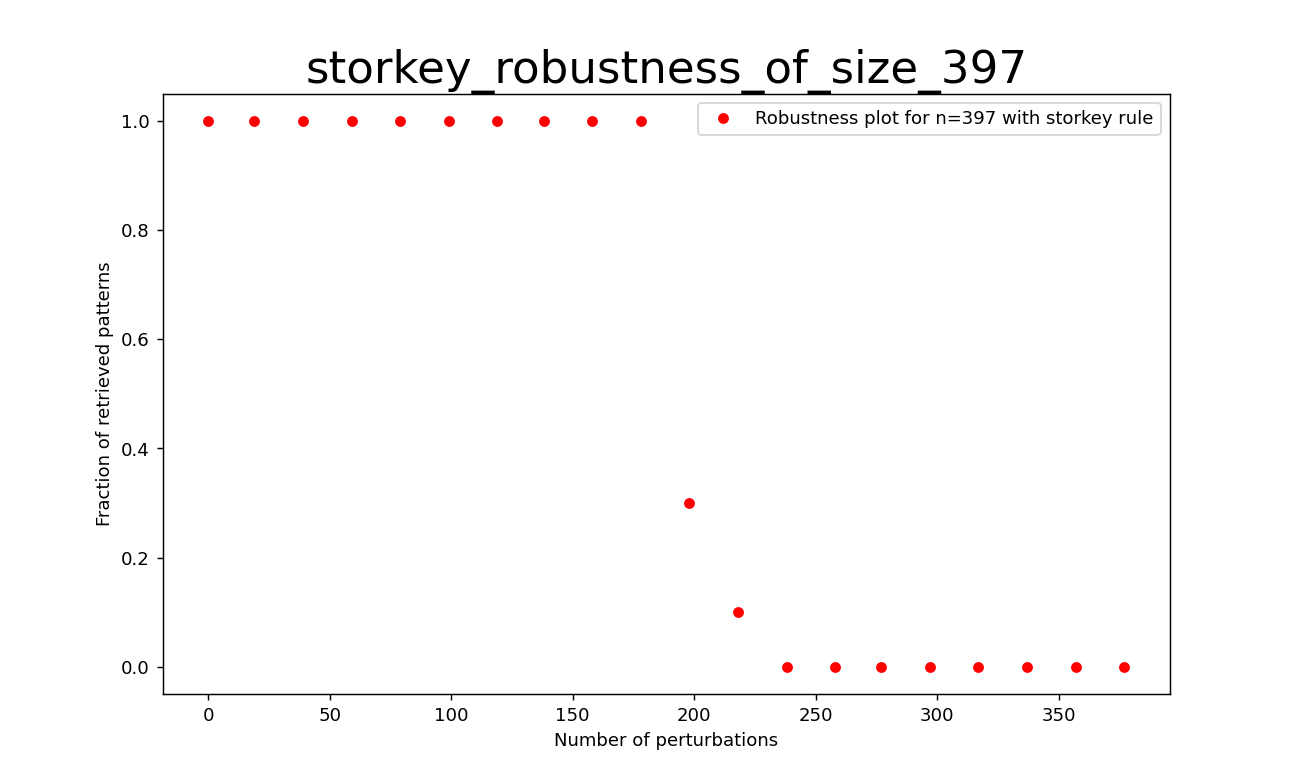 storkey_robustness_of_size_397
Robustness plot for n=397 with storkey rule
1.0
0.8
0.6
0.4
0.2
0.0
Fraction of retrieved patterns
0 50 100 150 200 250 300 350
Number of perturbations